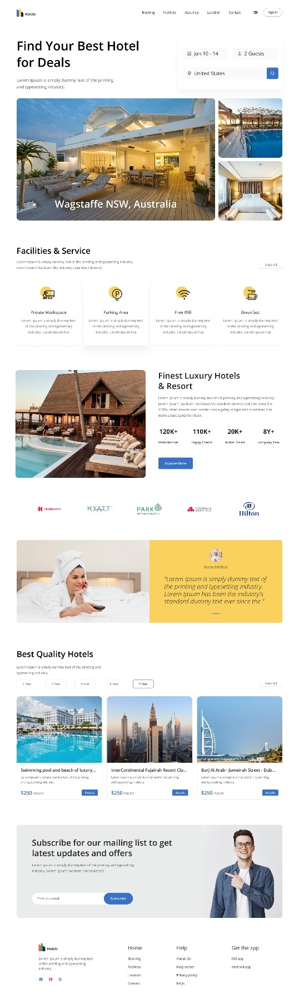 Hotelo
Booking Facilities About Us Location Contact Sign in
Find Your Best Hotel
for Deals
Lorem Ipsum is simply dummy text of the printing
and typesetting industry.
Jun 10 - 14
2 Guests
United States
Wagstaffe NSW, Australia
Facilities & Service
Lorem Ipsum is simply dummy text of the printing and typesetting industry.
Lorem Ipsum has been the industry's standard dummy
View All
Private Workspace
Lorem Ipsum is simply dummy text
of the printing and typesetting
industry. Lorem Ipsum has
P
Parking Area
Lorem Ipsum is simply dummy text
of the printing and typesetting
industry. Lorem Ipsum has
Free Wifi
Lorem Ipsum is simply dummy text
of the printing and typesetting
industry. Lorem Ipsum has
Breakfast
Lorem Ipsum is simply dummy text
of the printing and typesetting
industry. Lorem Ipsum has
Finest Luxury Hotels
& Resort
Lorem Ipsum is simply dummy text of the printing and typesetting industry.
Lorem Ipsum has been the industry's standard dummy text ever since the
1500s, when an unknown printer took a galley of type and scrambled it to
make a type specimen book.
120K+ 110K+ 20K+ 8Y+
Website User Happy Clients Active Hotels company Year
Explore More
H Hotels.com
HYATT
PARK
HOTELS & RESORTS
CUSHMAN &
WAKEFIELD
Hilton
Nazmul Nabeel
"Lorem Ipsum is simply dummy text of
the printing and typesetting industry.
Lorem Ipsum has been the industry's
standard dummy text ever since the "
Best Quality Hotels
Lorem Ipsum is simply dummy text of the printing and
typesetting industry.
1 Star 2 Star 3 Star 4 Star 5 Star
View All
Swimming pool and beach of luxury...
Lorem Ipsum is simply dummy text of the printing
and typesetting industry.
$250 /NIGHT
Details
InterContinental Fujairah Resort Clu...
Lorem Ipsum is simply dummy text of the printing
and typesetting industry.
$250 /NIGHT
Details
Burj Al Arab - Jumeirah Street - Dub...
Lorem Ipsum is simply dummy text of the printing
and typesetting industry.
$250 /NIGHT
Details
Subscribe for our mailing list to get
latest updates and offers
Lorem Ipsum is simply dummy text of the printing and typesetting
industry. Lorem Ipsum has been the industry's
Enter your email
Subscribe
Hotelo
Lorem Ipsum is simply dummy text
of the printing and typesetting
industry.
Home
Booking
Facilities
Location
Contact
Help
About Us
Help center
Privacy policy
FAQs
Get the app
iOS app
Android app